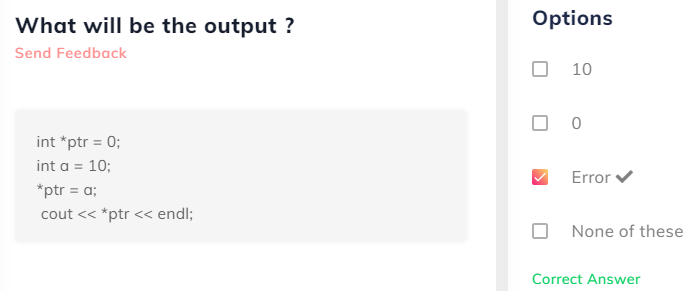 What will be the output ?
Send Feedback
int *ptr = 0;
int a = 10;
*ptr = a;
cout << *ptr << endl;
Options
10
0
Error
None of these
Correct Answer